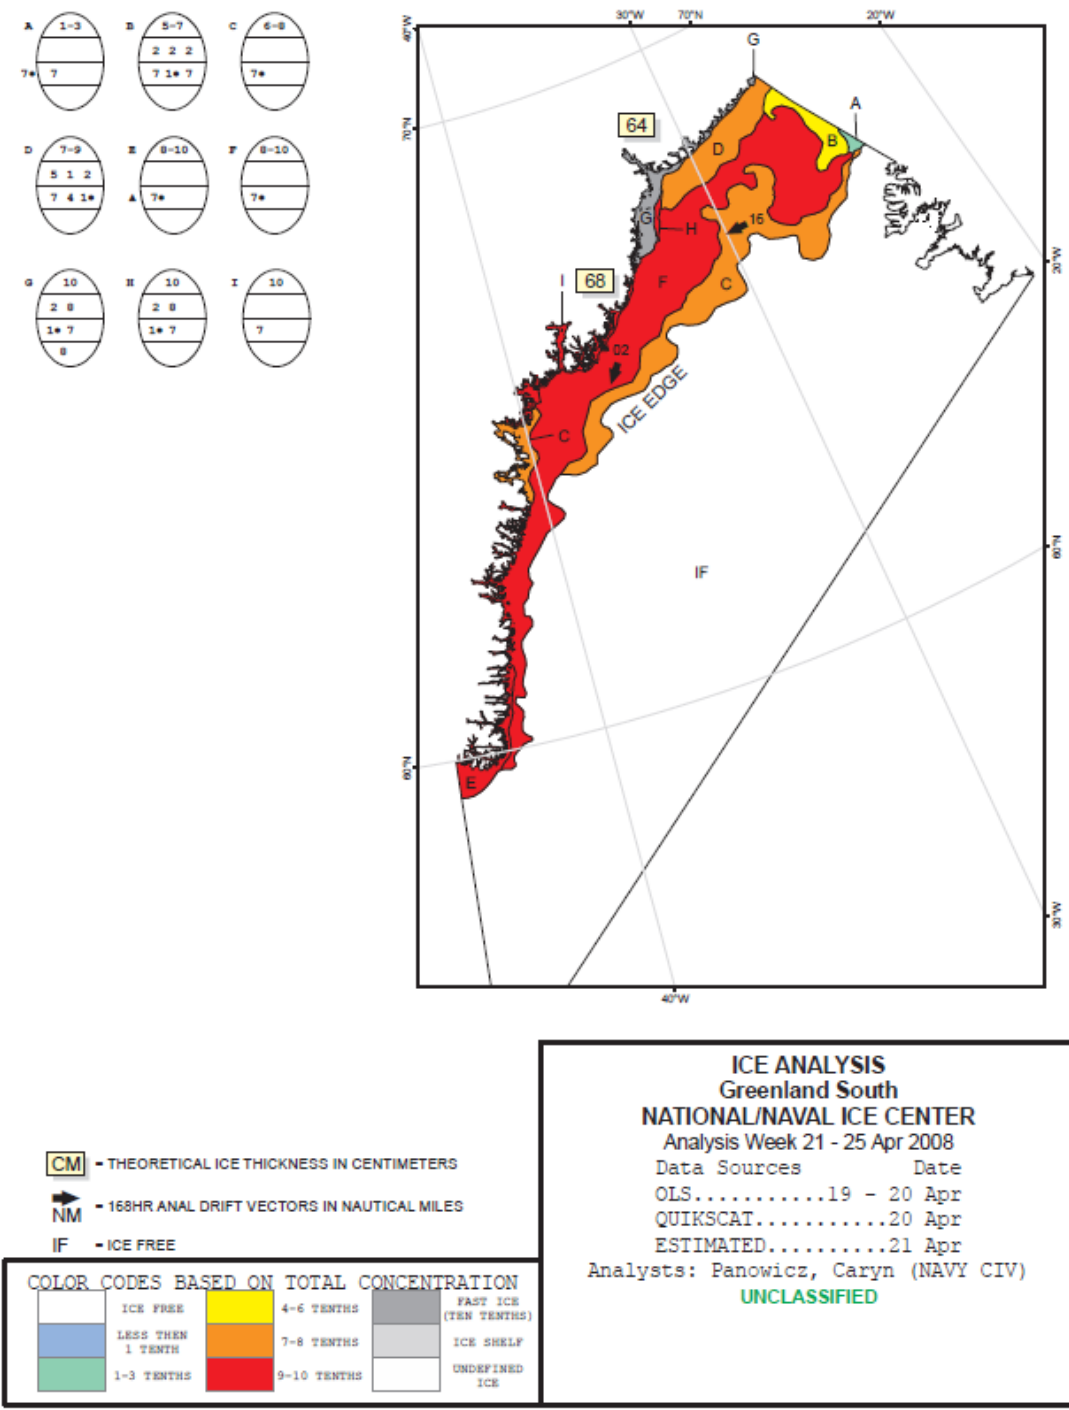 A 1-3
7• 7
B 5-7
2 2 2
7 1• 7
C 6-8
7•
D 7-9
5 1 2
7 4 1•
E 8-10
A 7•
F 8-10
7•
G 10
2 8
1• 7
8
H 10
2 8
1• 7
I 10
7
40°W
30°W
70°N
20°W
G
A
64
70°N
D
B
G
H
16
20°W
I
68
F
C
02
ICE EDGE
C
60°N
IF
60°N
E
30°W
40°W
CM - THEORETICAL ICE THICKNESS IN CENTIMETERS
NM - 168HR ANAL DRIFT VECTORS IN NAUTICAL MILES
IF - ICE FREE
COLOR CODES BASED ON TOTAL CONCENTRATION
ICE FREE
4-6 TENTHS
FAST ICE
(TEN TENTHS)
LESS THEN
1 TENTH
7-8 TENTHS
ICE SHELF
1-3 TENTHS
9-10 TENTHS
UNDEFINED
ICE
ICE ANALYSIS
Greenland South
NATIONAL/NAVAL ICE CENTER
Analysis Week 21 - 25 Apr 2008
Data Sources Date
OLS...........19 - 20 Apr
QUIKSCAT...........20 Apr
ESTIMATED..........21 Apr
Analysts: Panowicz, Caryn (NAVY CIV)
UNCLASSIFIED